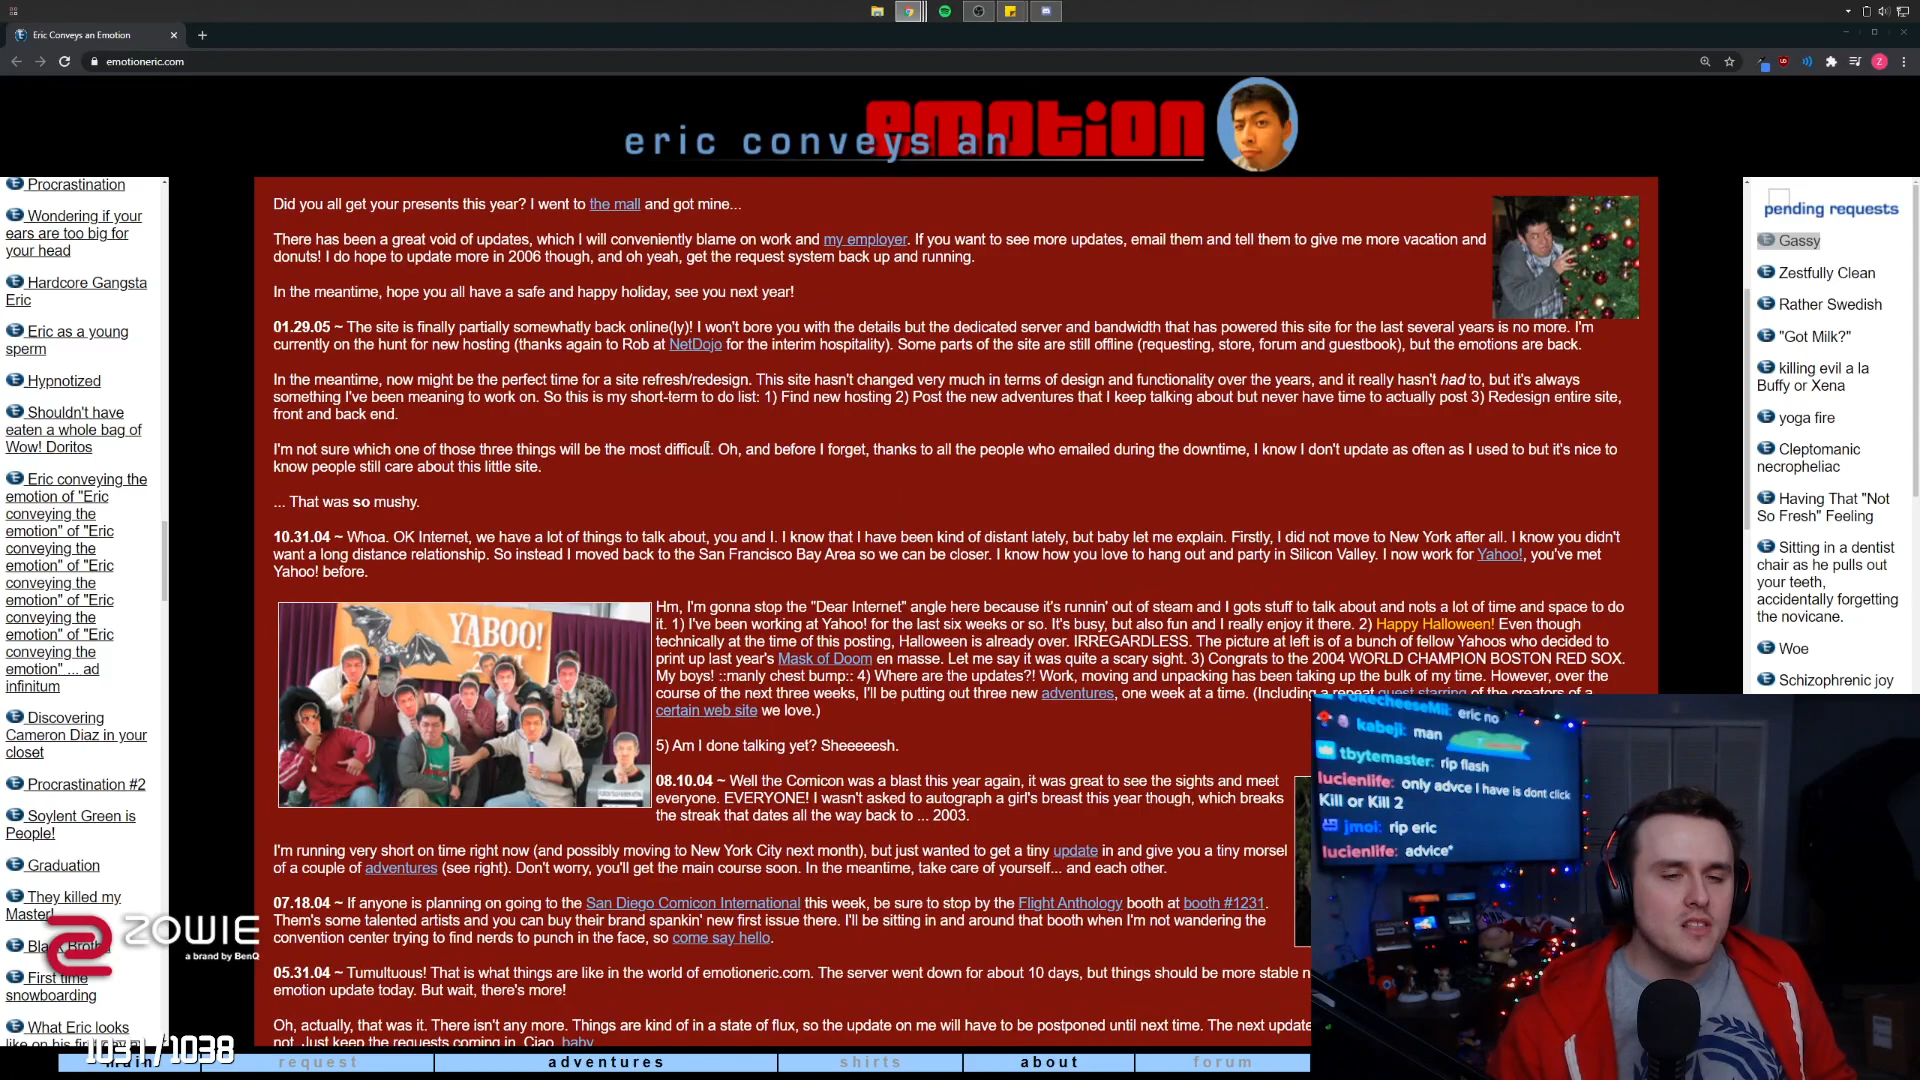 Eric Conveys an Emotion
emotioneric.com
eric conveys an emotion
Procrastination
Wondering if your
ears are too big for
your head
Hardcore Gangsta
Eric
Eric as a young
sperm
Hypnotized
Shouldn't have
eaten a whole bag of
Wow! Doritos
Eric conveying the
emotion of "Eric
conveying the
emotion" of "Eric
conveying the
emotion" of "Eric
conveying the
emotion" of "Eric
conveying the
emotion" of "Eric
conveying the
emotion" ... ad
infinitum
Discovering
Cameron Diaz in your
closet
Procrastination #2
Soylent Green is
People!
Graduation
They killed my
Master!
First time
snowboarding
What Eric looks
Did you all get your presents this year? I went to the mall and got mine...
There has been a great void of updates, which I will conveniently blame on work and my employer. If you want to see more updates, email them and tell them to give me more vacation and
donuts! I do hope to update more in 2006 though, and oh yeah, get the request system back up and running.
In the meantime, hope you all have a safe and happy holiday, see you next year!
01.29.05 ~ The site is finally partially somewhatly back online(ly)! I won't bore you with the details but the dedicated server and bandwidth that has powered this site for the last several years is no more. I'm
currently on the hunt for new hosting (thanks again to Rob at NetDojo for the interim hospitality). Some parts of the site are still offline (requesting, store, forum and guestbook), but the emotions are back.
In the meantime, now might be the perfect time for a site refresh/redesign. This site hasn't changed very much in terms of design and functionality over the years, and it really hasn't had to, but it's always
something I've been meaning to work on. So this is my short-term to do list: 1) Find new hosting 2) Post the new adventures that I keep talking about but never have time to actually post 3) Redesign entire site,
front and back end.
I'm not sure which one of those three things will be the most difficult. Oh, and before I forget, thanks to all the people who emailed during the downtime, I know I don't update as often as I used to but it's nice to
know people still care about this little site.
... That was so mushy.
10.31.04 ~ Whoa. OK Internet, we have a lot of things to talk about, you and I. I know that I have been kind of distant lately, but baby let me explain. Firstly, I did not move to New York after all. I know you didn't
want a long distance relationship. So instead I moved back to the San Francisco Bay Area so we can be closer. I know how you love to hang out and party in Silicon Valley. I now work for Yahoo!, you've met
Yahoo! before.
YABOO!
Hm, I'm gonna stop the "Dear Internet" angle here because it's runnin' out of steam and I gots stuff to talk about and nots a lot of time and space to do
it. 1) I've been working at Yahoo! for the last six weeks or so. It's busy, but also fun and I really enjoy it there. 2) Happy Halloween! Even though
technically at the time of this posting, Halloween is already over. IRREGARDLESS. The picture at left is of a bunch of fellow Yahoos who decided to
print up last year's Mask of Doom en masse. Let me say it was quite a scary sight. 3) Congrats to the 2004 WORLD CHAMPION BOSTON RED SOX.
My boys! ::manly chest bump:: 4) Where are the updates?! Work, moving and unpacking has been taking up the bulk of my time. However, over the
course of the next three weeks, I'll be putting out three new adventures, one week at a time. (Including a repeat guest starring of the creators of a
certain web site we love.)
5) Am I done talking yet? Sheeeeesh.
08.10.04 ~ Well the Comicon was a blast this year again, it was great to see the sights and meet
everyone. EVERYONE! I wasn't asked to autograph a girl's breast this year though, which breaks
the streak that dates all the way back to ... 2003.
I'm running very short on time right now (and possibly moving to New York City next month), but just wanted to get a tiny update in and give you a tiny morsel
of a couple of adventures (see right). Don't worry, you'll get the main course soon. In the meantime, take care of yourself... and each other.
07.18.04 ~ If anyone is planning on going to the San Diego Comicon International this week, be sure to stop by the Flight Anthology booth at booth #1231.
Them's some talented artists and you can buy their brand spankin' new first issue there. I'll be sitting in and around that booth when I'm not wandering the
convention center trying to find nerds to punch in the face, so come say hello.
05.31.04 ~ Tumultuous! That is what things are like in the world of emotioneric.com. The server went down for about 10 days, but things should be more stable n
emotion update today. But wait, there's more!
Oh, actually, that was it. There isn't any more. Things are kind of in a state of flux, so the update on me will have to be postponed until next time. The next update
not. Just keep the requests coming in. Ciao, baby.
pending requests
Gassy
Zestfully Clean
Rather Swedish
"Got Milk?"
killing evil a la
Buffy or Xena
yoga fire
Cleptomanic
necropheliac
Having That "Not
So Fresh" Feeling
Sitting in a dentist
chair as he pulls out
your teeth,
accidentally forgetting
the novicane.
Woe
Schizophrenic joy
PokecheeseMii: eric no
kabeji: man
tbytemaster: rip flash
lucienlife: only advce I have is dont click
Kill or Kill 2
jmoi: rip eric
lucienlife: advice*
ZOWIE
a brand by BenQ
1037/1038
main request adventures shirts about forum